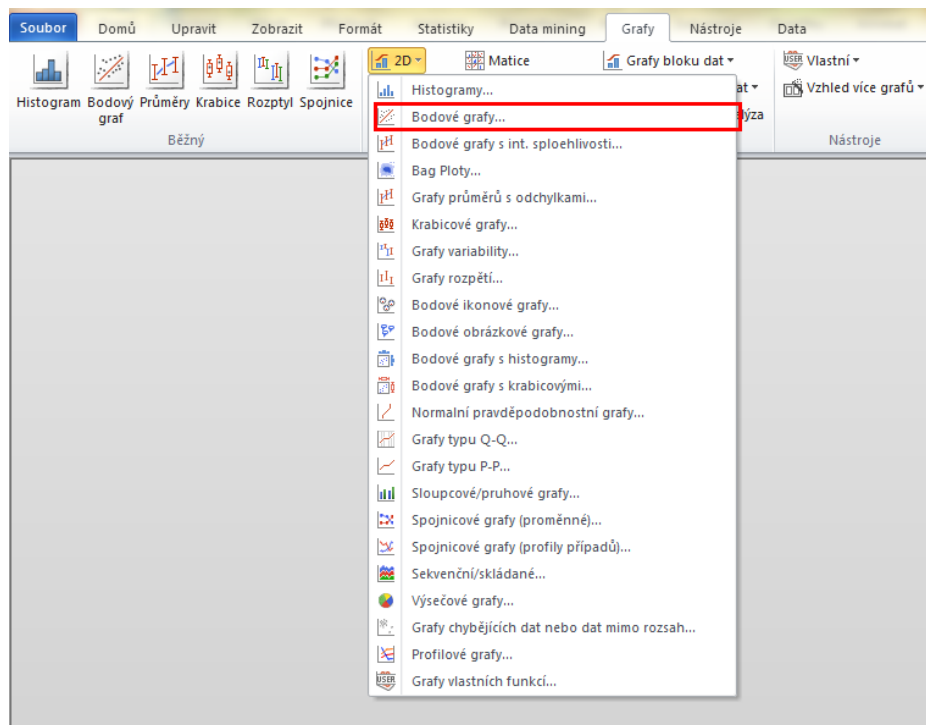 Soubor Domů Upravit Zobrazit Formát Statistiky Data mining Grafy Nástroje Data
2D Matice Grafy bloku dat Vlastní
Histogram Bodový graf Průměry Krabice Rozptyl Spojnice
at Vzhled více grafů
lýza
Běžný Nástroje
Histogramy...
Bodové grafy...
Bodové grafy s int. sploehlivosti...
Bag Ploty...
Grafy průměrů s odchylkami...
Krabicové grafy...
Grafy variability...
Grafy rozpětí...
Bodové ikonové grafy...
Bodové obrázkové grafy...
Bodové grafy s histogramy...
Bodové grafy s krabicovými...
Normalní pravděpodobnostní grafy...
Grafy typu Q-Q...
Grafy typu P-P...
Sloupcové/pruhové grafy...
Spojnicové grafy (proměnné)...
Spojnicové grafy (profily případů)...
Sekvenční/skládané...
Výsečové grafy...
Grafy chybějících dat nebo dat mimo rozsah...
Profilové grafy...
Grafy vlastních funkcí...